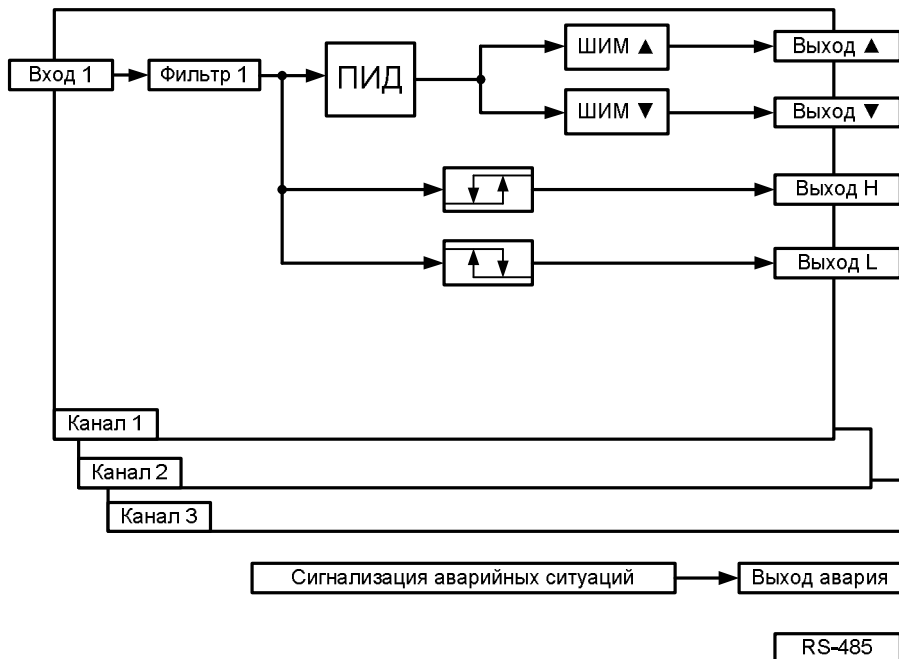 ШИМ ▲
Выход ▲
Вход 1
Фильтр 1
ПИД
ШИМ ▼
Выход ▼
Выход H
Выход L
Канал 1
Канал 2
Канал 3
Сигнализация аварийных ситуаций
Выход авария
RS-485